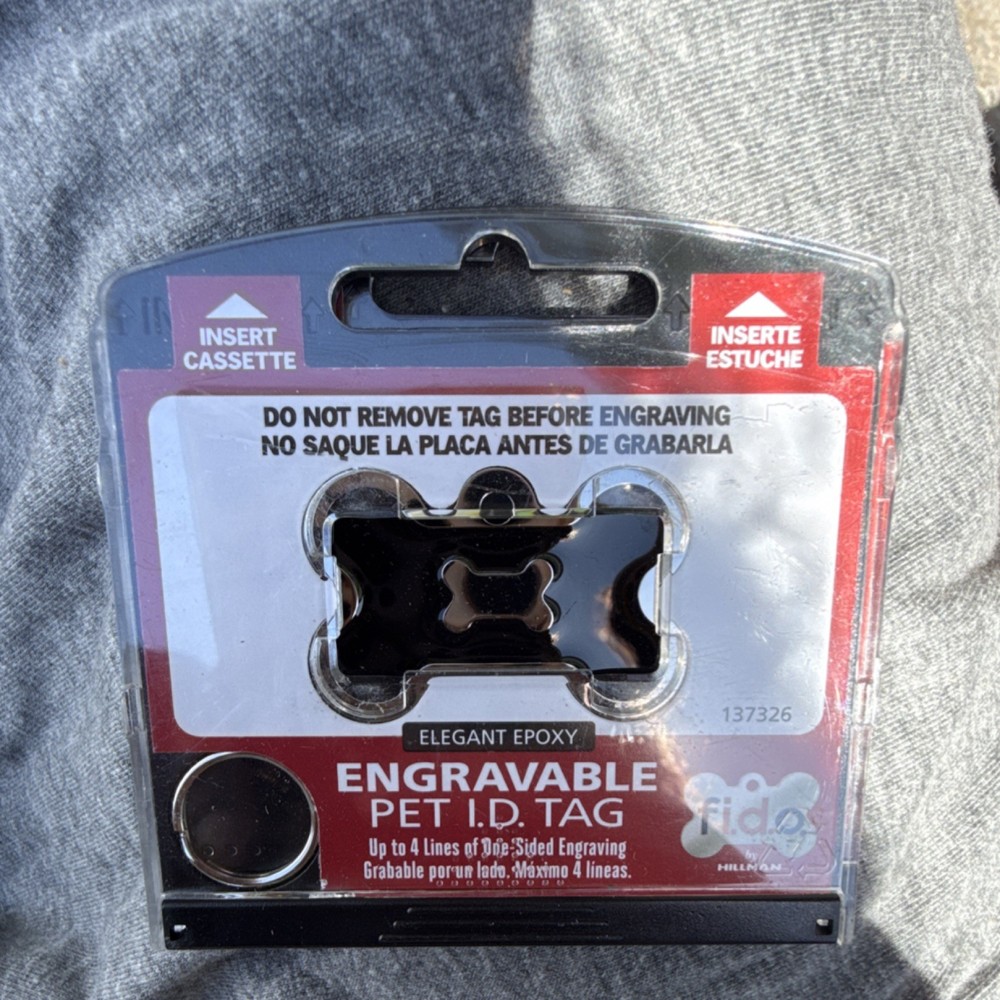 INSERT
CASSETTE
INSERTE
ESTUCHE
DO NOT REMOVE TAG BEFORE ENGRAVING
NO SAQUE LA PLACA ANTES DE GRABARLA
137326
ELEGANT EPOXY
ENGRAVABLE
PET I.D. TAG
Up to 4 Lines of One-Sided Engraving
Grabable por un lado. Máximo 4 líneas.
fi.d.o.
by
HILLMAN